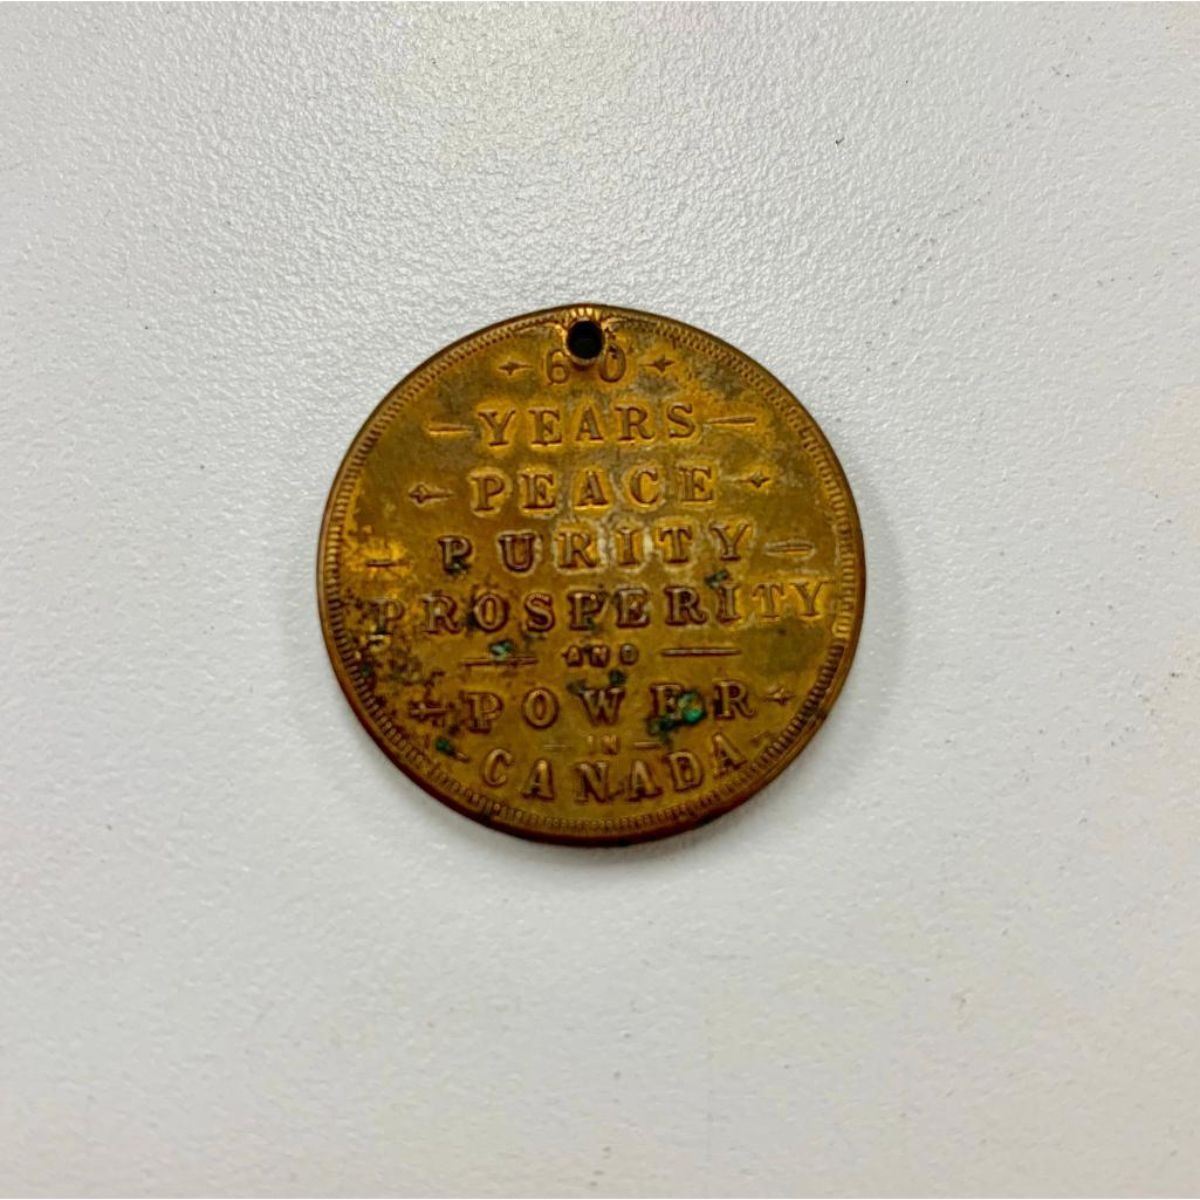 60
YEARS
PEACE
PURITY
PROSPERITY
AND
POWER
IN
CANADA